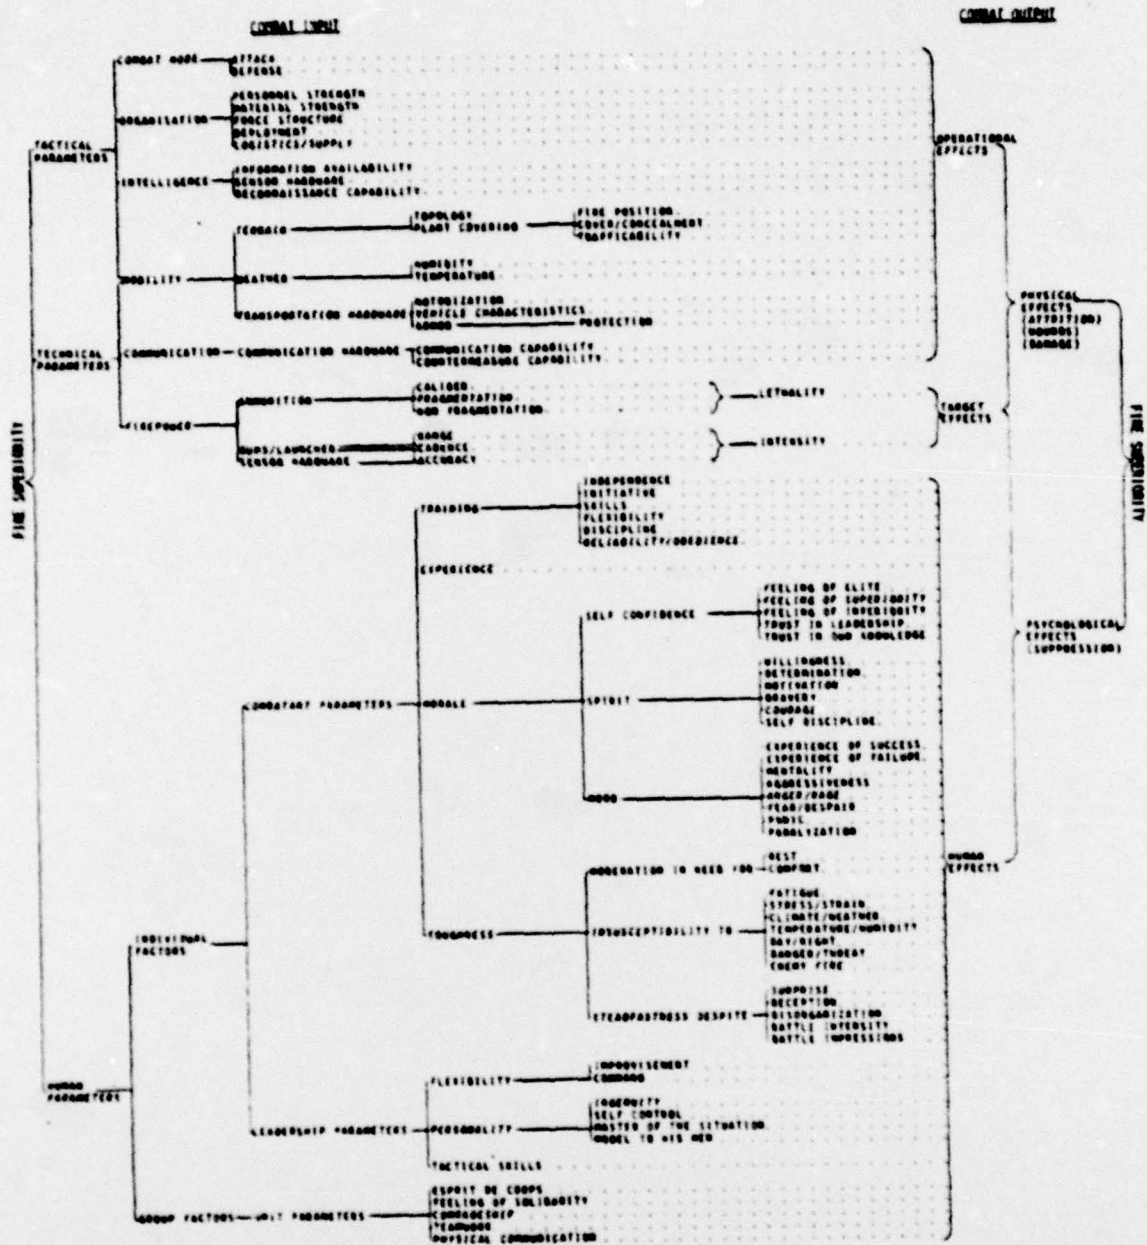 COMBAT INPUT
COMBAT OUTPUT
COMBAT MODE
ATTACK
DEFENSE
ORGANISATION
PERSONNEL STRENGTH
MATERIAL STRENGTH
FORCE STRUCTURE
DEPLOYMENT
LOGISTICS/SUPPLY
TACTICAL
PARAMETERS
OPERATIONAL
EFFECTS
INTELLIGENCE
INFORMATION AVAILABILITY
SENSOR HARDWARE
RECONNAISSANCE CAPABILITY
TERRAIN
TOPOLOGY
PLANT COVERING
FIRE POSITION
COVER/CONCEALMENT
TRAFFICABILITY
MOBILITY
WEATHER
HUMIDITY
TEMPERATURE
TRANSPORTATION HARDWARE
MOTORIZATION
VEHICLE CHARACTERISTICS
ARMOR
PROTECTION
PHYSICAL
EFFECTS
(ATTRITION)
(WOUNDS)
(DAMAGE)
TECHNICAL
PARAMETERS
COMMUNICATION
COMMUNICATION HARDWARE
COMMUNICATION CAPABILITY
COUNTERMEASURE CAPABILITY
FIREPOWER
AMMUNITION
CALIBER
FRAGMENTATION
NON FRAGMENTATION
LETHALITY
TARGET
EFFECTS
GUNS/LAUNCHER
SENSOR HARDWARE
RANGE
CADENCE
ACCURACY
INTENSITY
FIRE SUPERIORITY
FIRE SUPERIORITY
TRAINING
INDEPENDENCE
INITIATIVE
SKILLS
FLEXIBILITY
DISCIPLINE
RELIABILITY/OBEDIENCE
EXPERIENCE
SELF CONFIDENCE
FEELING OF ELITE
FEELING OF SUPERIORITY
FEELING OF INFERIORITY
TRUST IN LEADERSHIP
TRUST IN OWN KNOWLEDGE
PSYCHOLOGICAL
EFFECTS
(SUPPRESSION)
COMBATANT PARAMETERS
MORALE
SPIRIT
WILLINGNESS
DETERMINATION
MOTIVATION
BRAVERY
COURAGE
SELF DISCIPLINE
MOOD
EXPERIENCE OF SUCCESS
EXPERIENCE OF FAILURE
MENTALITY
AGGRESSIVENESS
ANGER/RAGE
FEAR/DESPAIR
PANIC
PARALYZATION
MODERATION IN NEED FOR
REST
COMFORT
HUMAN
EFFECTS
TOUGHNESS
INSUSCEPTIBILITY TO
FATIGUE
STRESS/STRAIN
CLIMATE/WEATHER
TEMPERATURE/HUMIDITY
DAY/NIGHT
DANGER/THREAT
ENEMY FIRE
INDIVIDUAL
FACTORS
STEADFASTNESS DESPITE
SURPRISE
DECEPTION
DISORGANIZATION
BATTLE INTENSITY
BATTLE IMPRESSIONS
HUMAN
PARAMETERS
FLEXIBILITY
IMPROVISEMENT
COMMAND
LEADERSHIP PARAMETERS
PERSONALITY
INGENUITY
SELF CONTROL
MASTER OF THE SITUATION
MODEL TO HIS MEN
TACTICAL SKILLS
GROUP FACTORS
UNIT PARAMETERS
ESPRIT DE CORPS
FEELING OF SOLIDARITY
COMRADESHIP
TEAMWORK
PHYSICAL COMMUNICATION